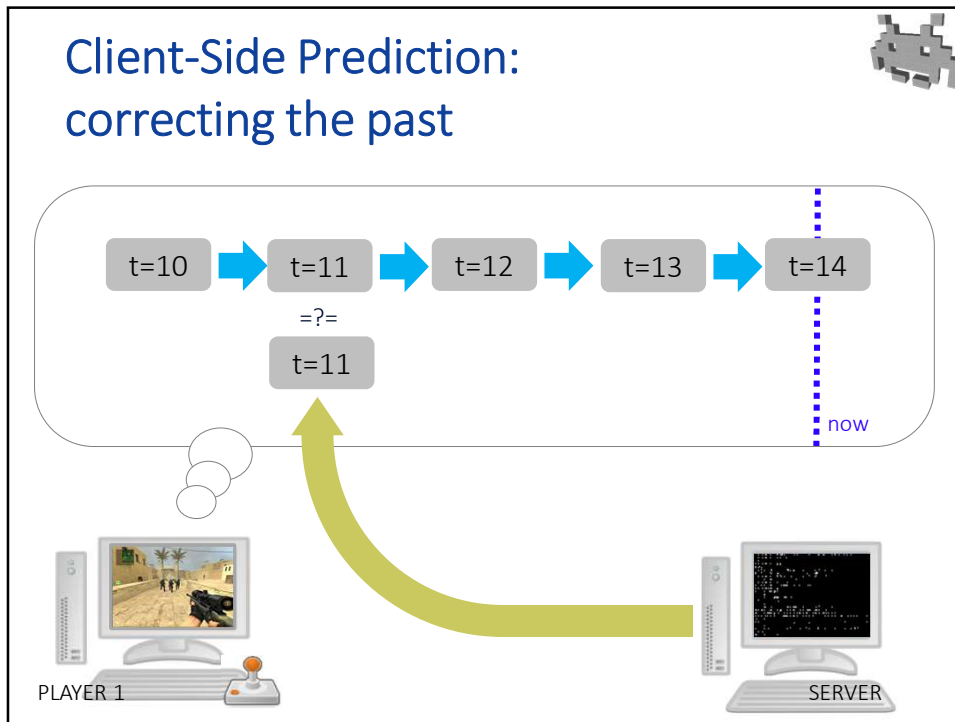 Client-Side Prediction:
correcting the past
t=10 t=11 t=12 t=13 t=14
=?=
t=11
now
PLAYER 1
SERVER